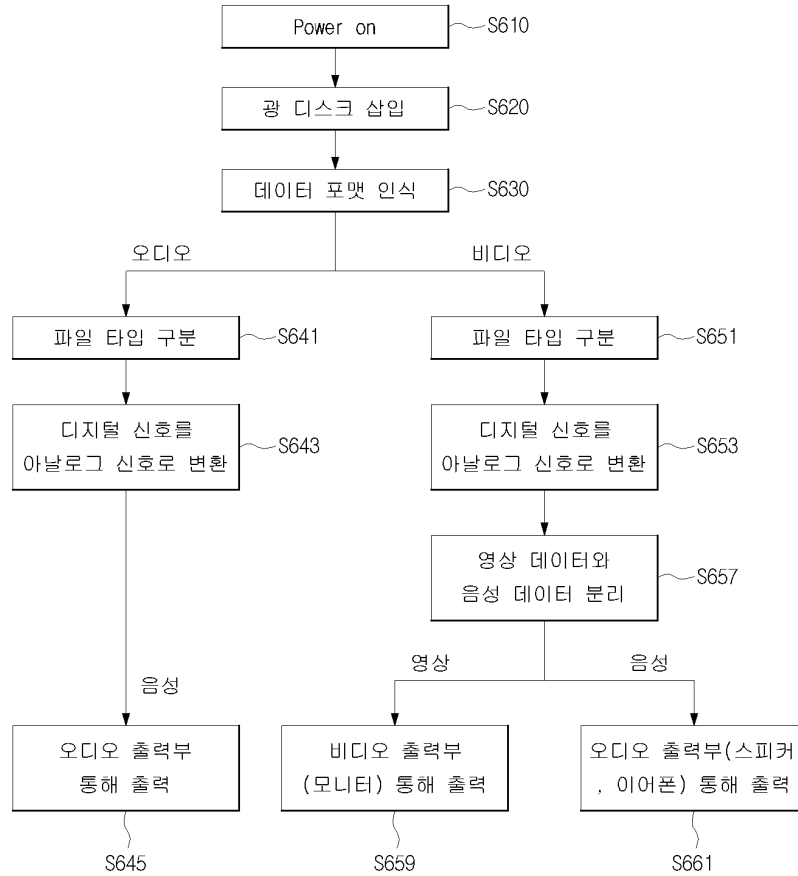 Power on
S610
광 디스크 삽입
S620
데이터 포맷 인식
S630
오디오
비디오
파일 타입 구분
S641
파일 타입 구분
S651
디지털 신호를
아날로그 신호로 변환
S643
디지털 신호를
아날로그 신호로 변환
S653
영상 데이터와
음성 데이터 분리
S657
영상
음성
음성
오디오 출력부
통해 출력
비디오 출력부
(모니터) 통해 출력
오디오 출력부(스피커
, 이어폰) 통해 출력
S645
S659
S661